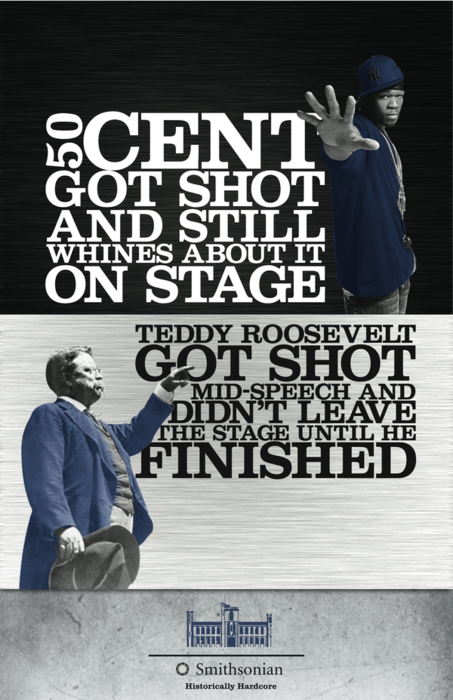 50 CENT
GOT SHOT
AND STILL
WHINES ABOUT IT
ON STAGE
TEDDY ROOSEVELT
GOT SHOT
MID-SPEECH AND
DIDN'T LEAVE
THE STAGE UNTIL HE
FINISHED
Smithsonian
Historically Hardcore